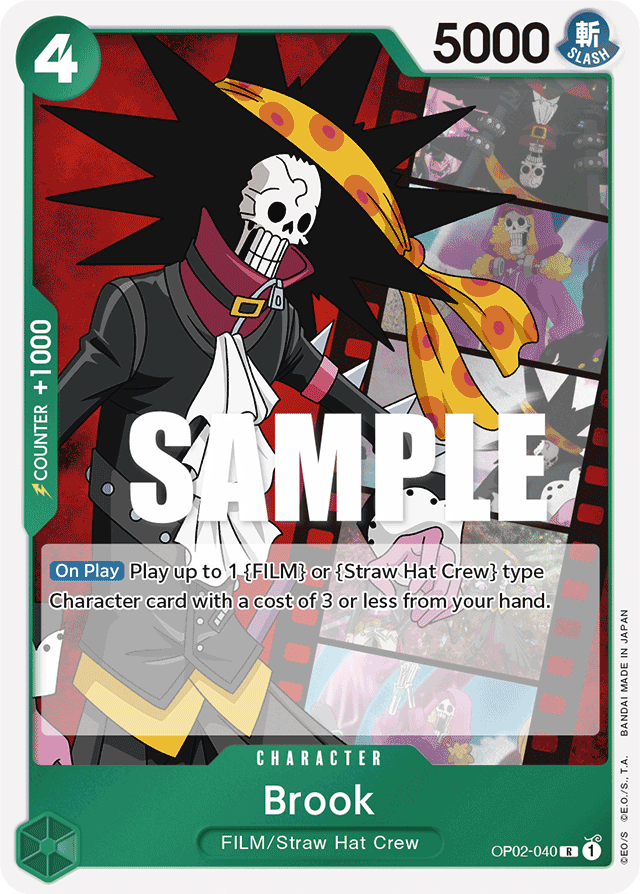 4
5000
斬
SLASH
COUNTER +1000
SAMPLE
On Play Play up to 1 {FILM} or {Straw Hat Crew} type
Character card with a cost of 3 or less from your hand.
CHARACTER
Brook
FILM/Straw Hat Crew
OP02-040 R 1
©E.O/S ©E.O./S., T.A. BANDAI MADE IN JAPAN